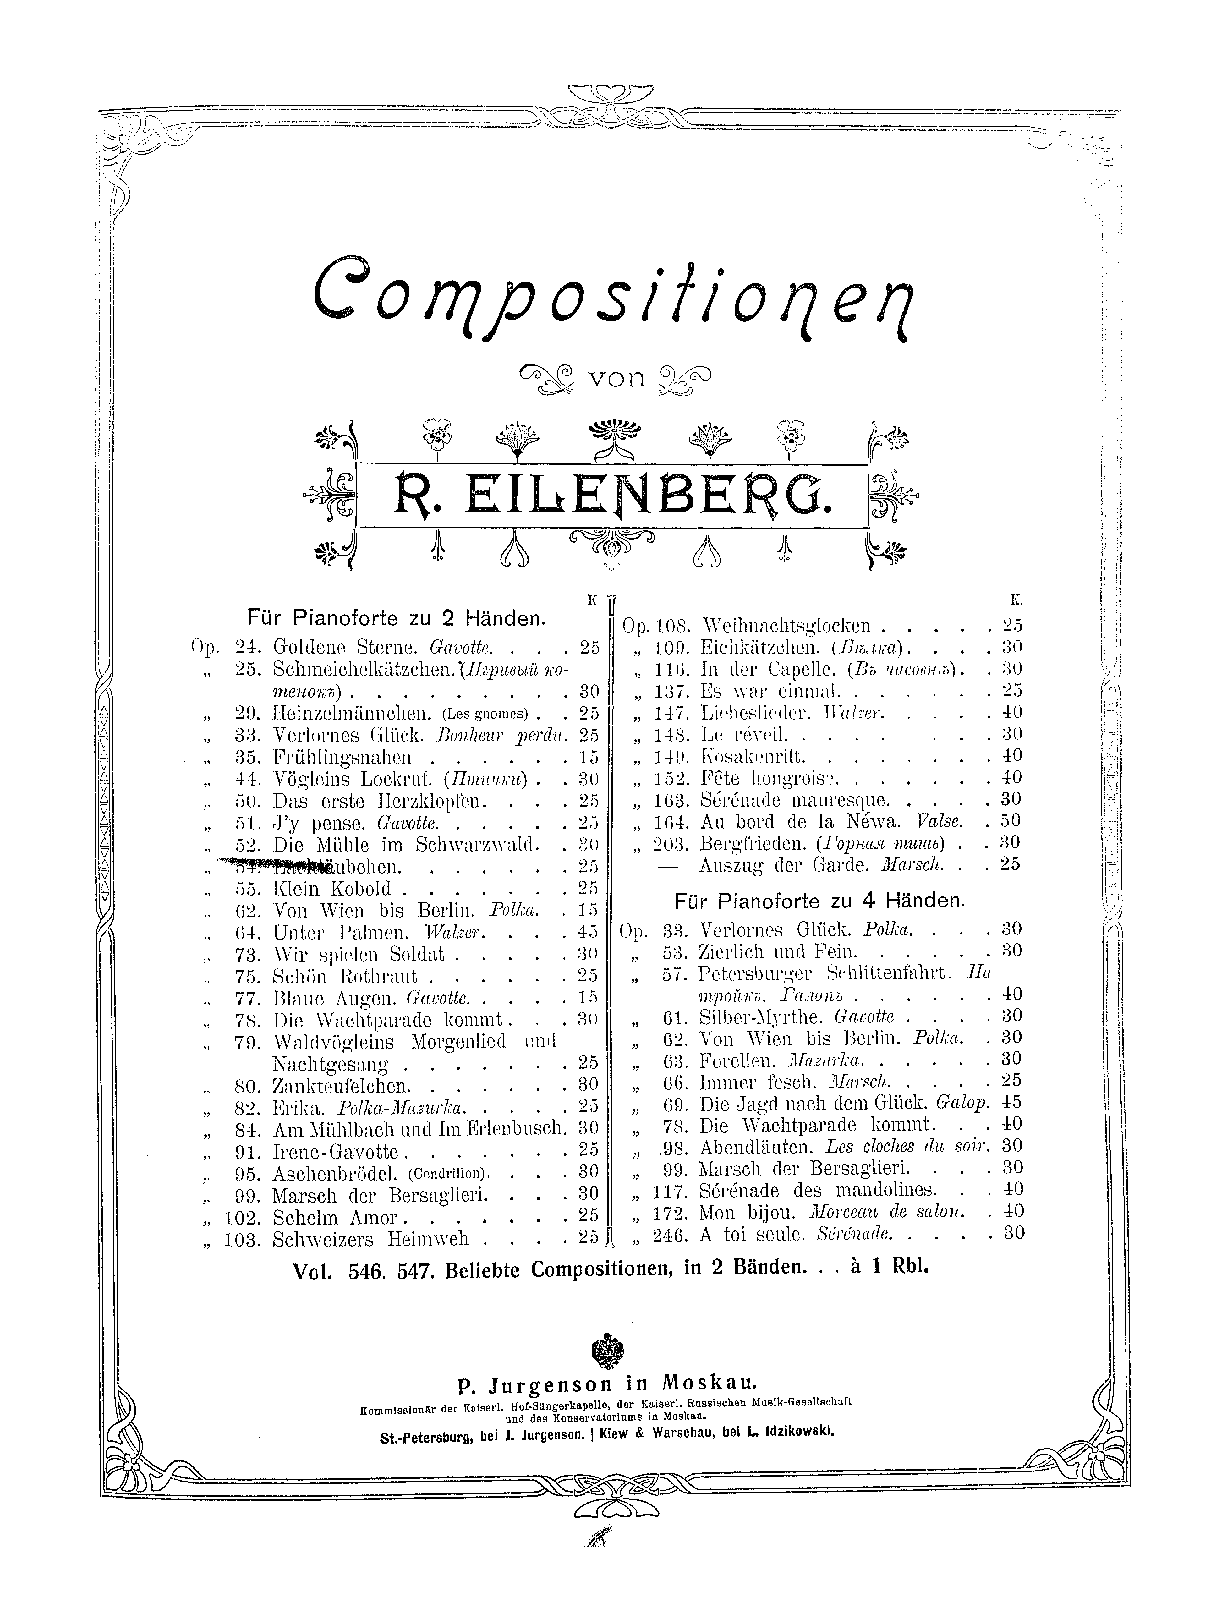 Compositionen
von
R. EILENBERG.
K
Für Pianoforte zu 2 Händen.
Op. 24. Goldene Sterne. Gavotte. . . . 25
„ 25. Schmeichelkätzchen. (Игривый ко-
тенокъ) . . . . . . . . . 30
„ 29. Heinzelmännchen. (Les gnomes) . . 25
„ 33. Verlornes Glück. Bonheur perdu. 25
„ 35. Frühlingsnahen . . . . . . 15
„ 44. Vögleins Lockruf. (Птички) . . 30
„ 50. Das erste Herzklopfen. . . . 25
„ 51. J'y pense. Gavotte. . . . . . 25
„ 52. Die Mühle im Schwarzwald. . 30
„ 54. täubchen. . . . . . . 25
„ 55. Klein Kobold . . . . . . . 25
„ 62. Von Wien bis Berlin. Polka. . 15
„ 64. Unter Palmen. Walzer. . . . 45
„ 73. Wir spielen Soldat . . . . . 30
„ 75. Schön Rothraut . . . . . . 25
„ 77. Blaue Augen. Gavotte. . . . . 15
„ 78. Die Wachtparade kommt. . . 30
„ 79. Waldvögleins Morgenlied und
Nachtgesang . . . . . . . 25
„ 80. Zankteufelchen. . . . . . . 30
„ 82. Erika. Polka-Mazurka. . . . . 25
„ 84. Am Mühlbach und Im Erlenbusch. 30
„ 91. Irene-Gavotte . . . . . . . 25
„ 95. Aschenbrödel. (Cendrillon). . . . 30
„ 99. Marsch der Bersaglieri. . . . 30
„ 102. Schelm Amor. . . . . . . 25
„ 103. Schweizers Heimweh . . . . 25
K.
Op. 108. Weihnachtsglocken . . . . . 25
„ 109. Eichkätzchen. (Бѣлка). . . . 30
„ 116. In der Capelle. (Въ часовнѣ). . 30
„ 137. Es war einmal. . . . . . . 25
„ 147. Liebeslieder. Walzer. . . . . 40
„ 148. Le réveil. . . . . . . . . 30
„ 149. Kosakenritt. . . . . . . . 40
„ 152. Fête hongroise. . . . . . . 40
„ 163. Sérénade mauresque. . . . . 30
„ 164. Au bord de la Néwa. Valse. . 50
„ 203. Bergfrieden. (Горная тишь) . . 30
— Auszug der Garde. Marsch. . . 25
Für Pianoforte zu 4 Händen.
Op. 33. Verlornes Glück. Polka. . . . 30
„ 53. Zierlich und Fein. . . . . . 30
„ 57. Petersburger Schlittenfahrt. На
тройкѣ. Галопъ . . . . . . 40
„ 61. Silber-Myrthe. Gavotte . . . . 30
„ 62. Von Wien bis Berlin. Polka. . 30
„ 63. Forellen. Mazurka. . . . . . 30
„ 66. Immer fesch. Marsch. . . . . 25
„ 69. Die Jagd nach dem Glück. Galop. 45
„ 78. Die Wachtparade kommt. . . 40
„ 98. Abendläuten. Les cloches du soir. 30
„ 99. Marsch der Bersaglieri. . . . 30
„ 117. Sérénade des mandolines. . . 40
„ 172. Mon bijou. Morceau de salon. . 40
„ 246. A toi seule. Sérénade. . . . . 30
Vol. 546. 547. Beliebte Compositionen, in 2 Bänden. . . à 1 Rbl.
P. Jurgenson in Moskau.
Kommissionär der Kaiserl. Hof-Sängerkapelle, der Kaiserl. Russischen Musik-Gesellschaft
und des Konservatoriums in Moskau.
St.-Petersburg, bei J. Jurgenson. | Kiew & Warschau, bei L. Idzikowski.